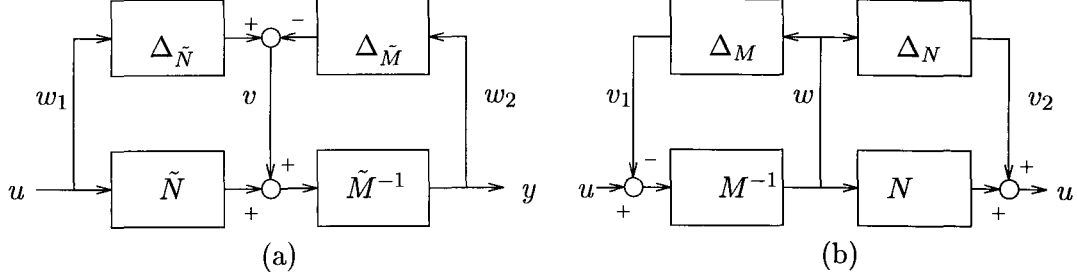 + − Δ_Ñ Δ_M̃ Δ_M Δ_N
w₁ v w₂ v₁ w v₂
+ − +
u Ñ M̃⁻¹ y u M⁻¹ N u
+ + +
(a) (b)